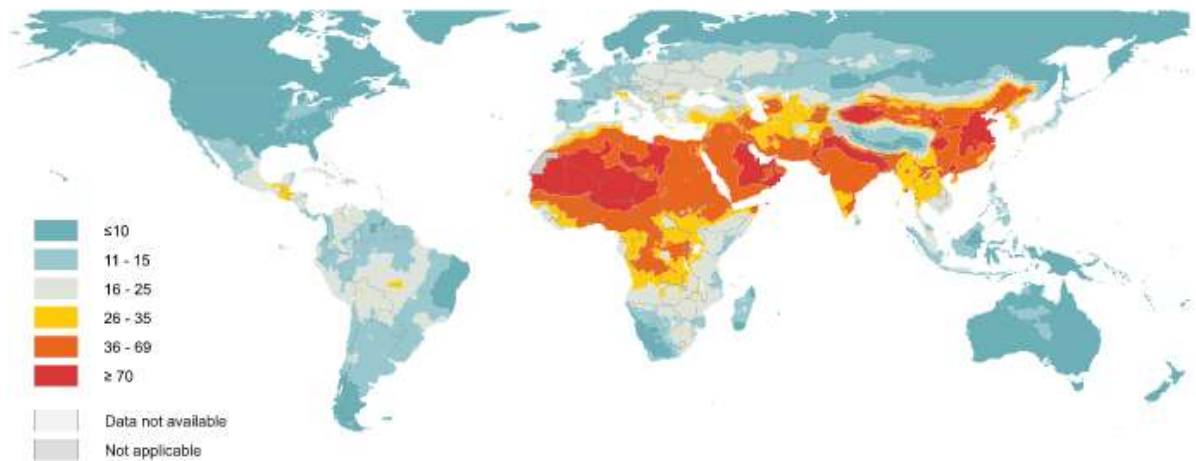 ≤10
11 - 15
16 - 25
26 - 35
36 - 69
≥ 70
Data not available
Not applicable